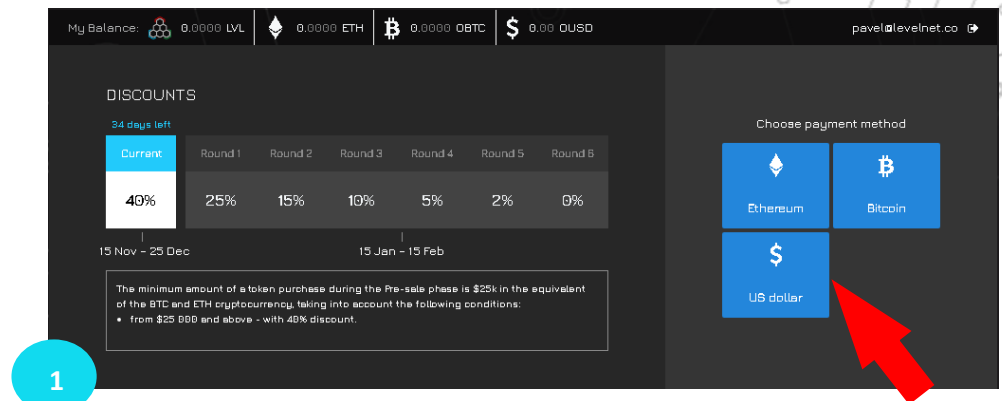 My Balance: 0.0000 LVL 0.0000 ETH 0.0000 OBTC 0.00 OUSD pavel@levelnet.co
DISCOUNTS
34 days left
Current Round 1 Round 2 Round 3 Round 4 Round 5 Round 6
40% 25% 15% 10% 5% 2% 0%
15 Nov - 25 Dec 15 Jan - 15 Feb
The minimum amount of a token purchase during the Pre-sale phase is $25k in the equivalent
of the BTC and ETH cryptocurrency, taking into account the following conditions:
• from $25 000 and above - with 40% discount.
Choose payment method
Ethereum Bitcoin
US dollar
1